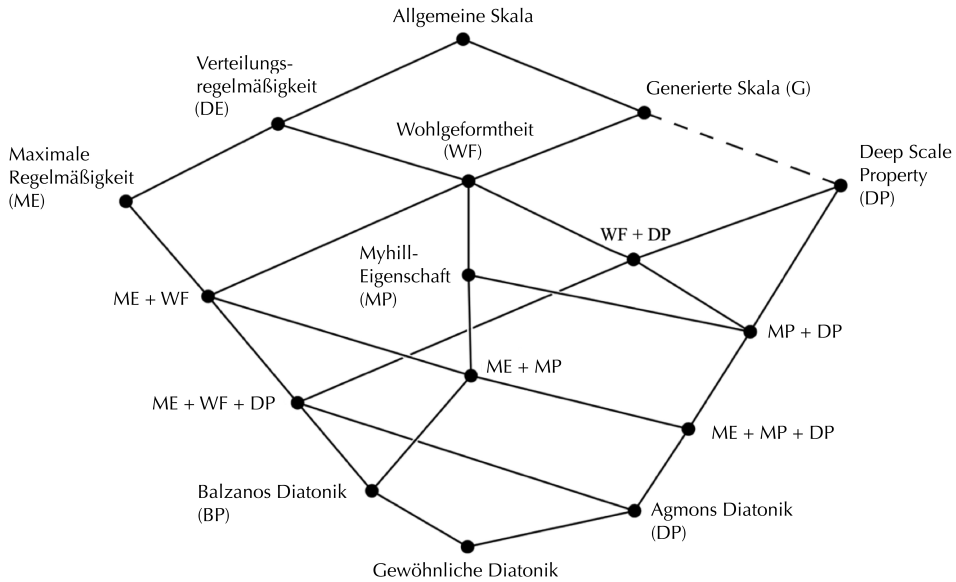 Allgemeine Skala
Verteilungs-
regelmäßigkeit
(DE)
Generierte Skala (G)
Wohlgeformtheit
(WF)
Maximale
Regelmäßigkeit
(ME)
Deep Scale
Property
(DP)
WF + DP
Myhill-
Eigenschaft
(MP)
ME + WF
MP + DP
ME + MP
ME + WF + DP
ME + MP + DP
Balzanos Diatonik
(BP)
Agmons Diatonik
(DP)
Gewöhnliche Diatonik